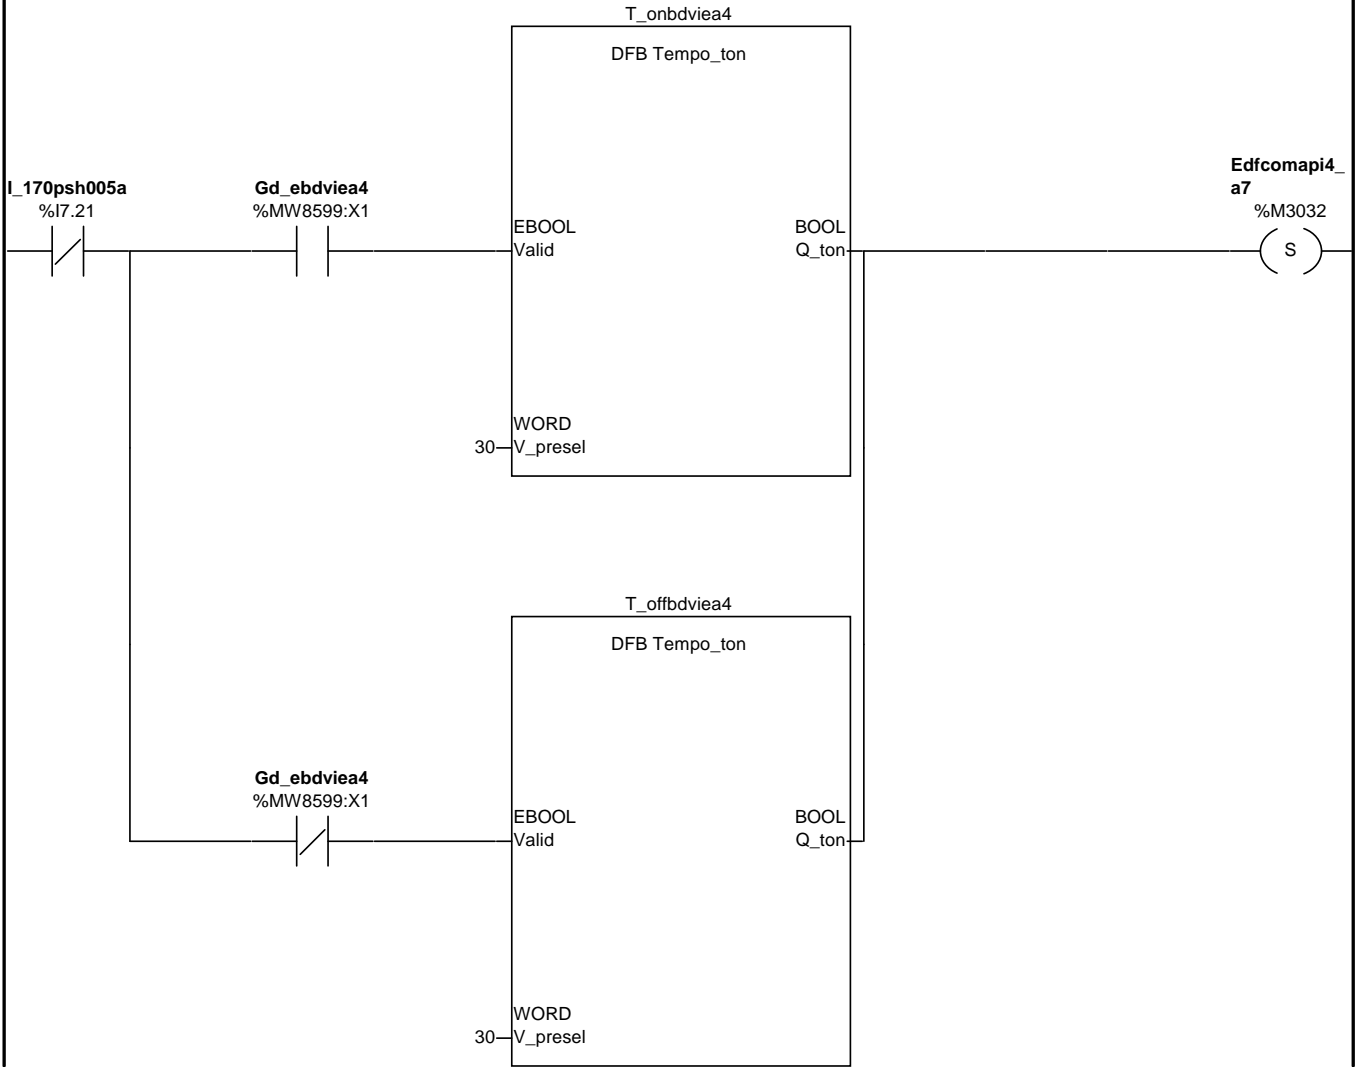 T_onbdviea4
DFB Tempo_ton
I_170psh005a
%I7.21
Gd_ebdviea4
%MW8599:X1
EBOOL
Valid
BOOL
Q_ton
Edfcomapi4_
a7
%M3032
S
WORD
30
V_presel
T_offbdviea4
DFB Tempo_ton
Gd_ebdviea4
%MW8599:X1
EBOOL
Valid
BOOL
Q_ton
WORD
30
V_presel